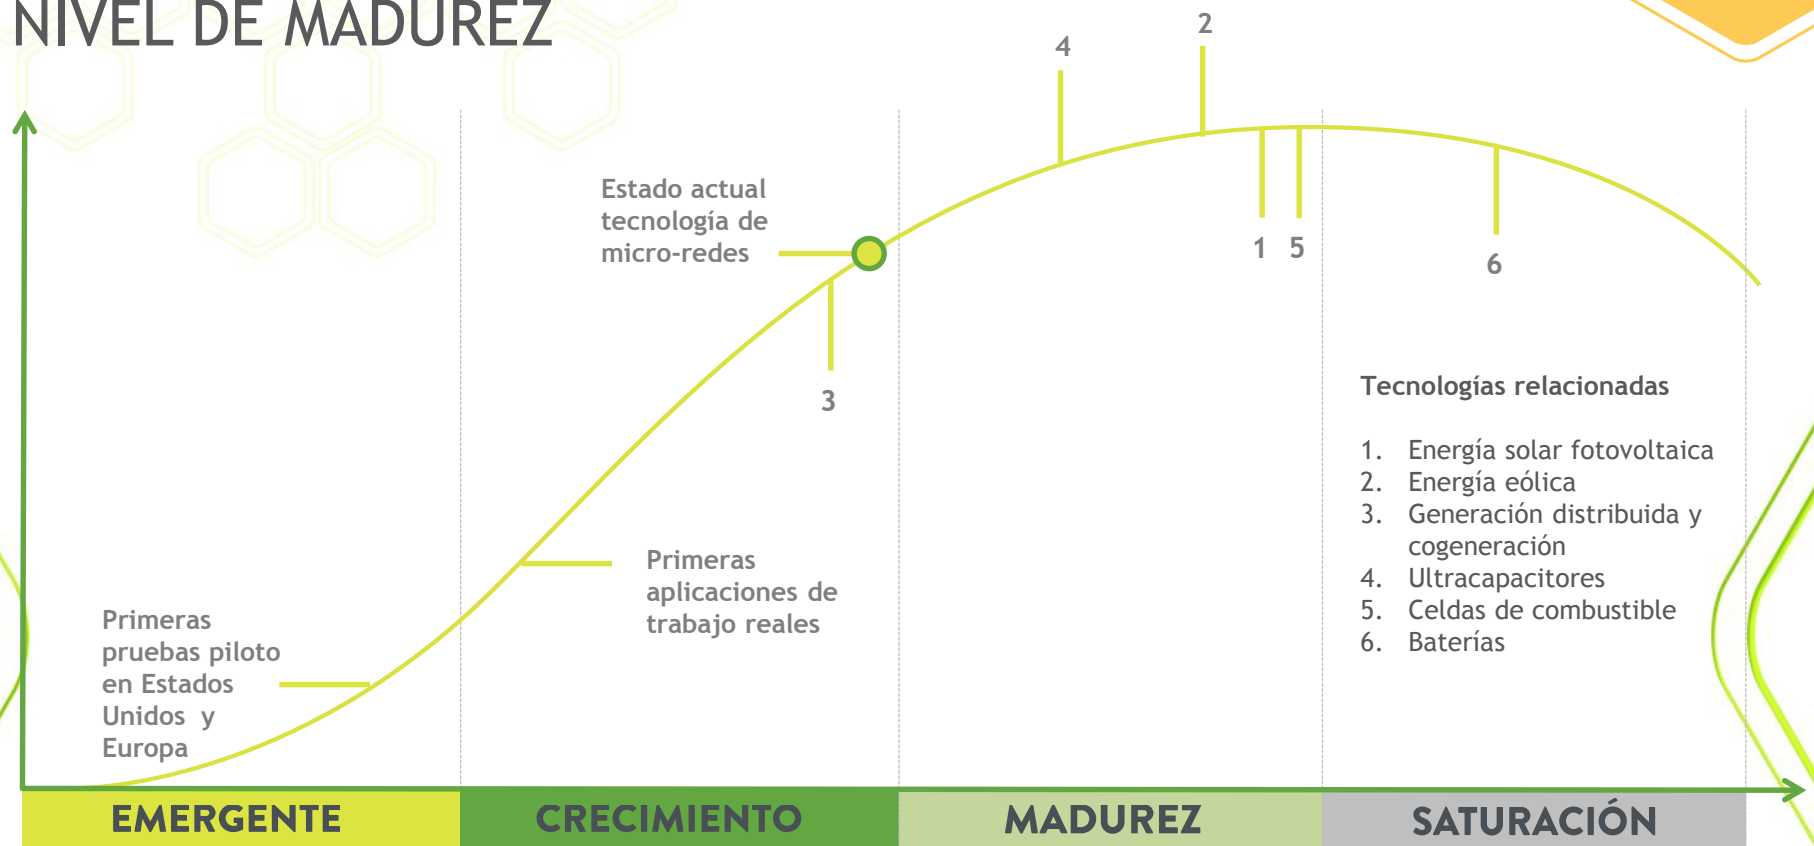 NIVEL DE MADUREZ
2
4
Estado actual
tecnología de
micro-redes
1 5
6
3
Tecnologías relacionadas
1. Energía solar fotovoltaica
2. Energía eólica
3. Generación distribuida y
cogeneración
4. Ultracapacitores
5. Celdas de combustible
6. Baterías
Primeras
aplicaciones de
trabajo reales
Primeras
pruebas piloto
en Estados
Unidos y
Europa
EMERGENTE
CRECIMIENTO
MADUREZ
SATURACIÓN